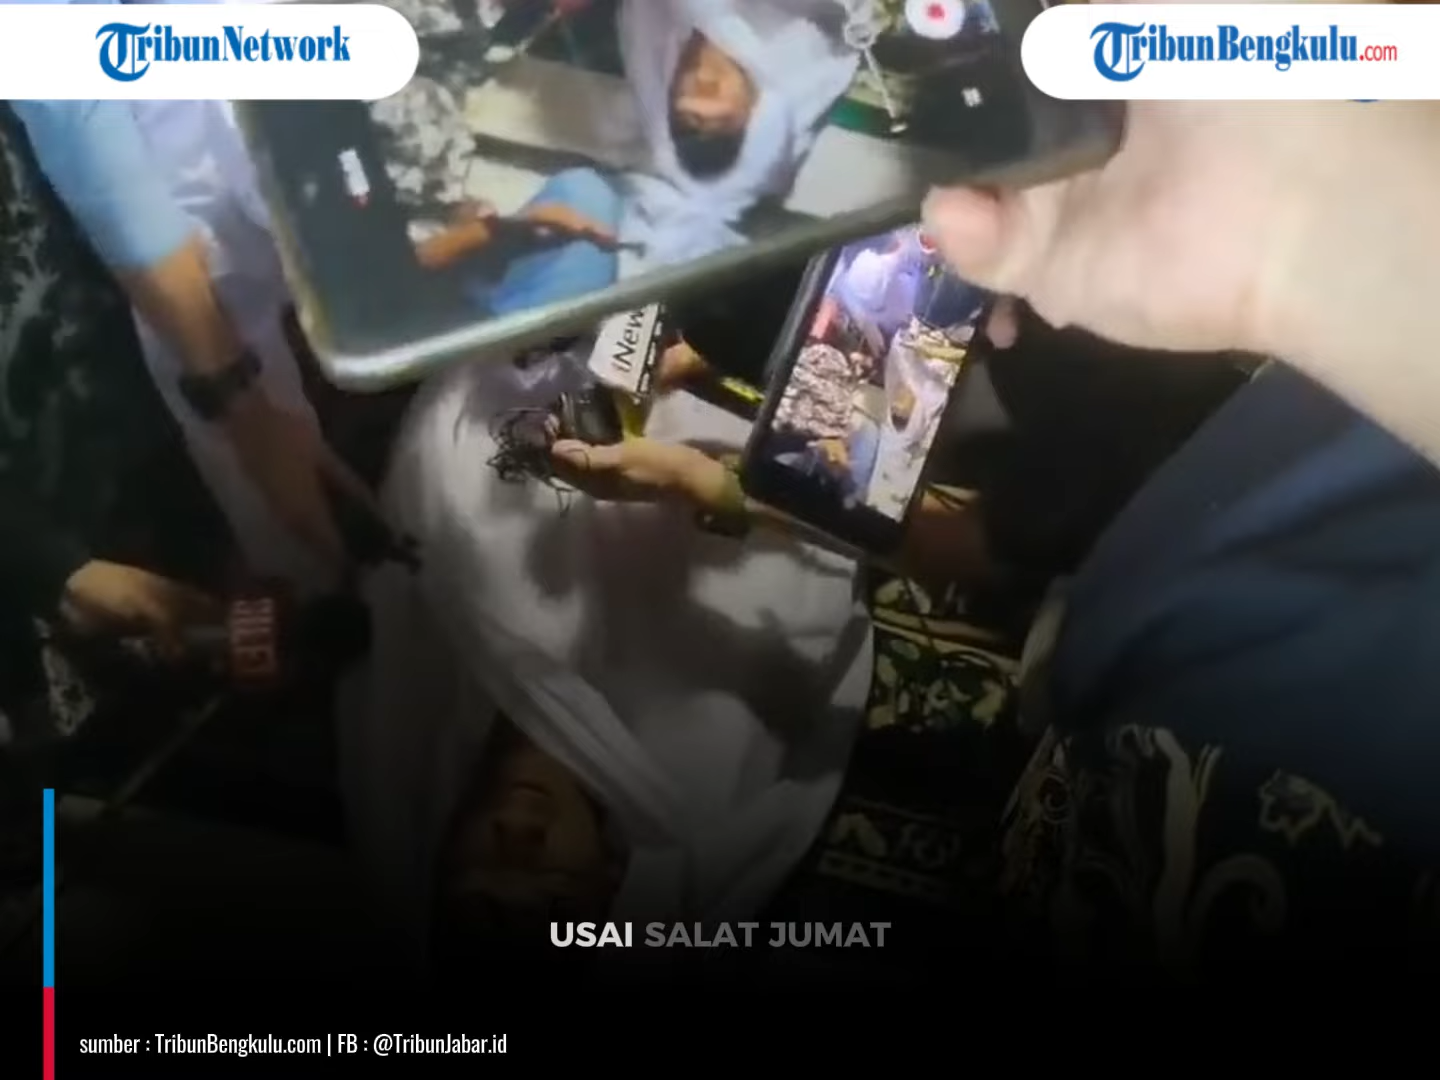 TribunNetwork
TribunBengkulu.com
iNew
USAI SALAT JUMAT
sumber : TribunBengkulu.com | FB : @TribunJabar.id